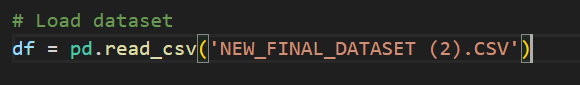 # Load dataset
df = pd.read_csv('NEW_FINAL_DATASET (2).CSV')